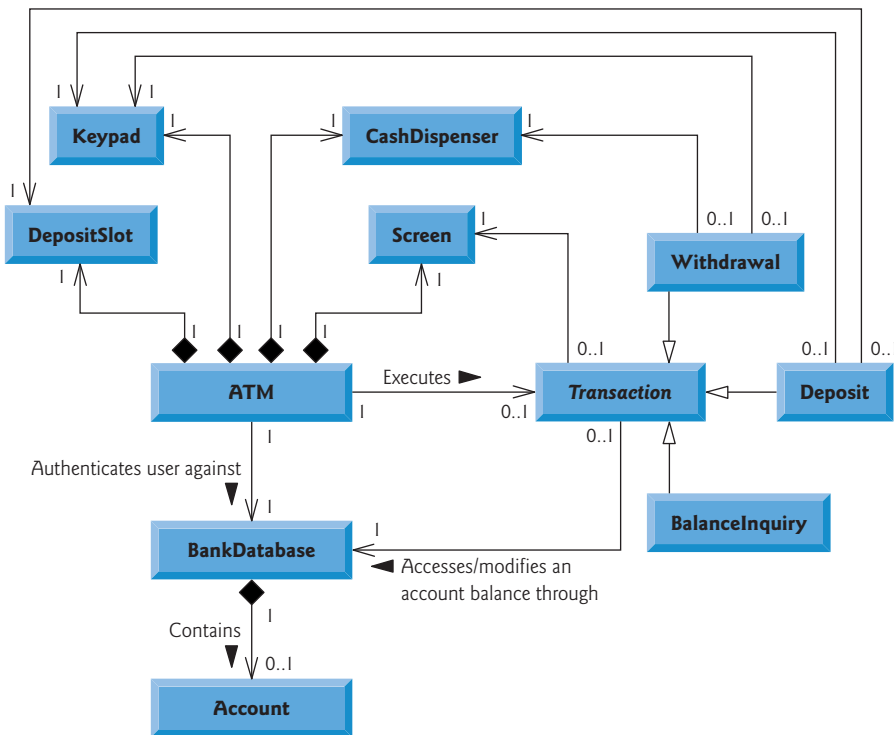 1
1
1
1
1
Keypad
CashDispenser
1
1
0..1
0..1
DepositSlot
Screen
Withdrawal
1
1
1
1
1
1
0..1
0..1
0..1
Executes
ATM
Transaction
Deposit
1
0..1
1
0..1
Authenticates user against
1
BalanceInquiry
1
BankDatabase
Accesses/modifies an
account balance through
1
Contains
0..1
Account